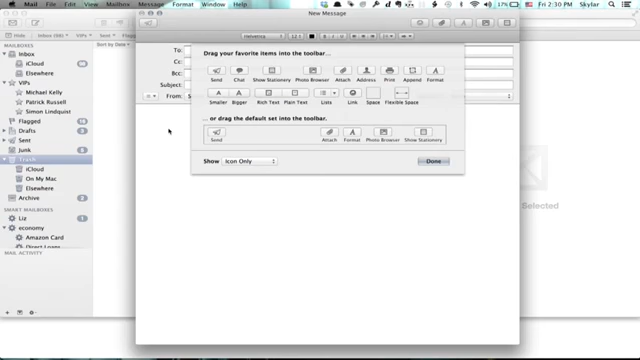 Mail File Edit View Mailbox Message Format Window Help 17% Fri 2:30 PM Skylar
New Message
Hide Inbox
Helvetica 12
Sort by Date
MAILBOXES
Inbox
iCloud
Elsewhere
VIPs
Michael Kelly
Patrick Russell
Simon Lindquist
Flagged
Drafts
Sent
Junk
Trash
iCloud
On My Mac
Elsewhere
Archive
SMART MAILBOXES
Liz
economy
Amazon Card
MAIL ACTIVITY
To:
Cc:
Bcc:
Subject:
From:
Drag your favorite items into the toolbar...
Send Chat Show Stationery Photo Browser Attach Address Print Append Format
Smaller Bigger Rich Text Plain Text Lists Link Space Flexible Space
... or drag the default set into the toolbar.
Send Attach Format Photo Browser Show Stationery
Show Icon Only Done
Selected